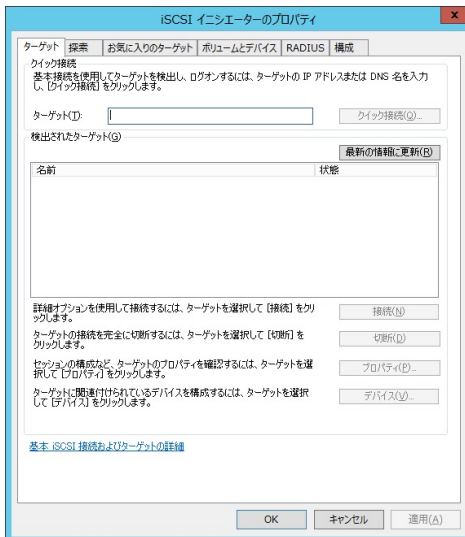 iSCSI イニシエーターのプロパティ
x
ターゲット 探索 お気に入りのターゲット ボリュームとデバイス RADIUS 構成
クイック接続
基本接続を使用してターゲットを検出し、ログオンするには、ターゲットの IP アドレスまたは DNS 名を入力
し、[クイック接続] をクリックします。
ターゲット(T): クイック接続(Q)...
検出されたターゲット(G)
最新の情報に更新(R)
名前 状態
詳細オプションを使用して接続するには、ターゲットを選択して [接続] をクリ
ックします。
接続(N)
ターゲットの接続を完全に切断するには、ターゲットを選択して [切断] を
クリックします。
切断(D)
セッションの構成など、ターゲットのプロパティを確認するには、ターゲットを選
択して [プロパティ] をクリックします。
プロパティ(P)...
ターゲットに関連付けられているデバイスを構成するには、ターゲットを選択
して [デバイス] をクリックします。
デバイス(V)...
基本 iSCSI 接続およびターゲットの詳細
OK キャンセル 適用(A)